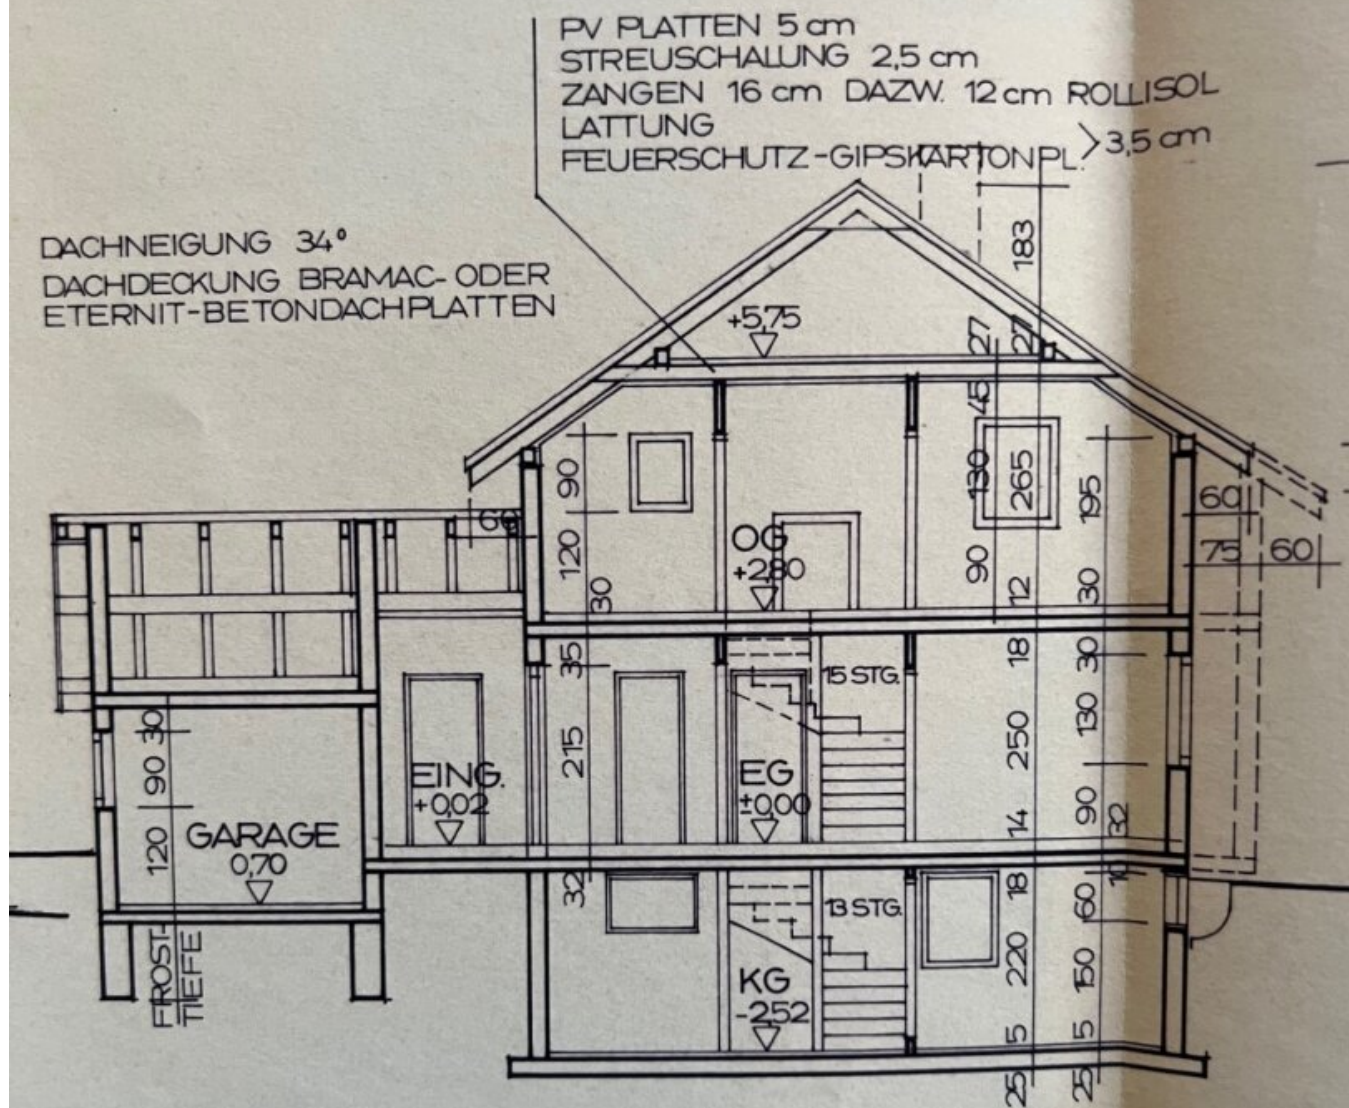 PV PLATTEN 5 cm
STREUSCHALUNG 2,5 cm
ZANGEN 16 cm DAZW. 12 cm ROLLISOL
LATTUNG
FEUERSCHUTZ-GIPSKARTONPL. 3,5 cm
DACHNEIGUNG 34°
DACHDECKUNG BRAMAC- ODER
ETERNIT-BETONDACHPLATTEN
183
+5,75
27
27
45
90
130
265
195
60
60
OG
+2,80
75
60
120
30
90
12
30
35
15 STG.
18
30
30
215
250
130
90
EING.
+0,02
EG
±0,00
120
GARAGE
0,70
14
90
32
32
18
10
60
13 STG.
FROST-
TIEFE
KG
-2,52
220
150
5
5
25
25